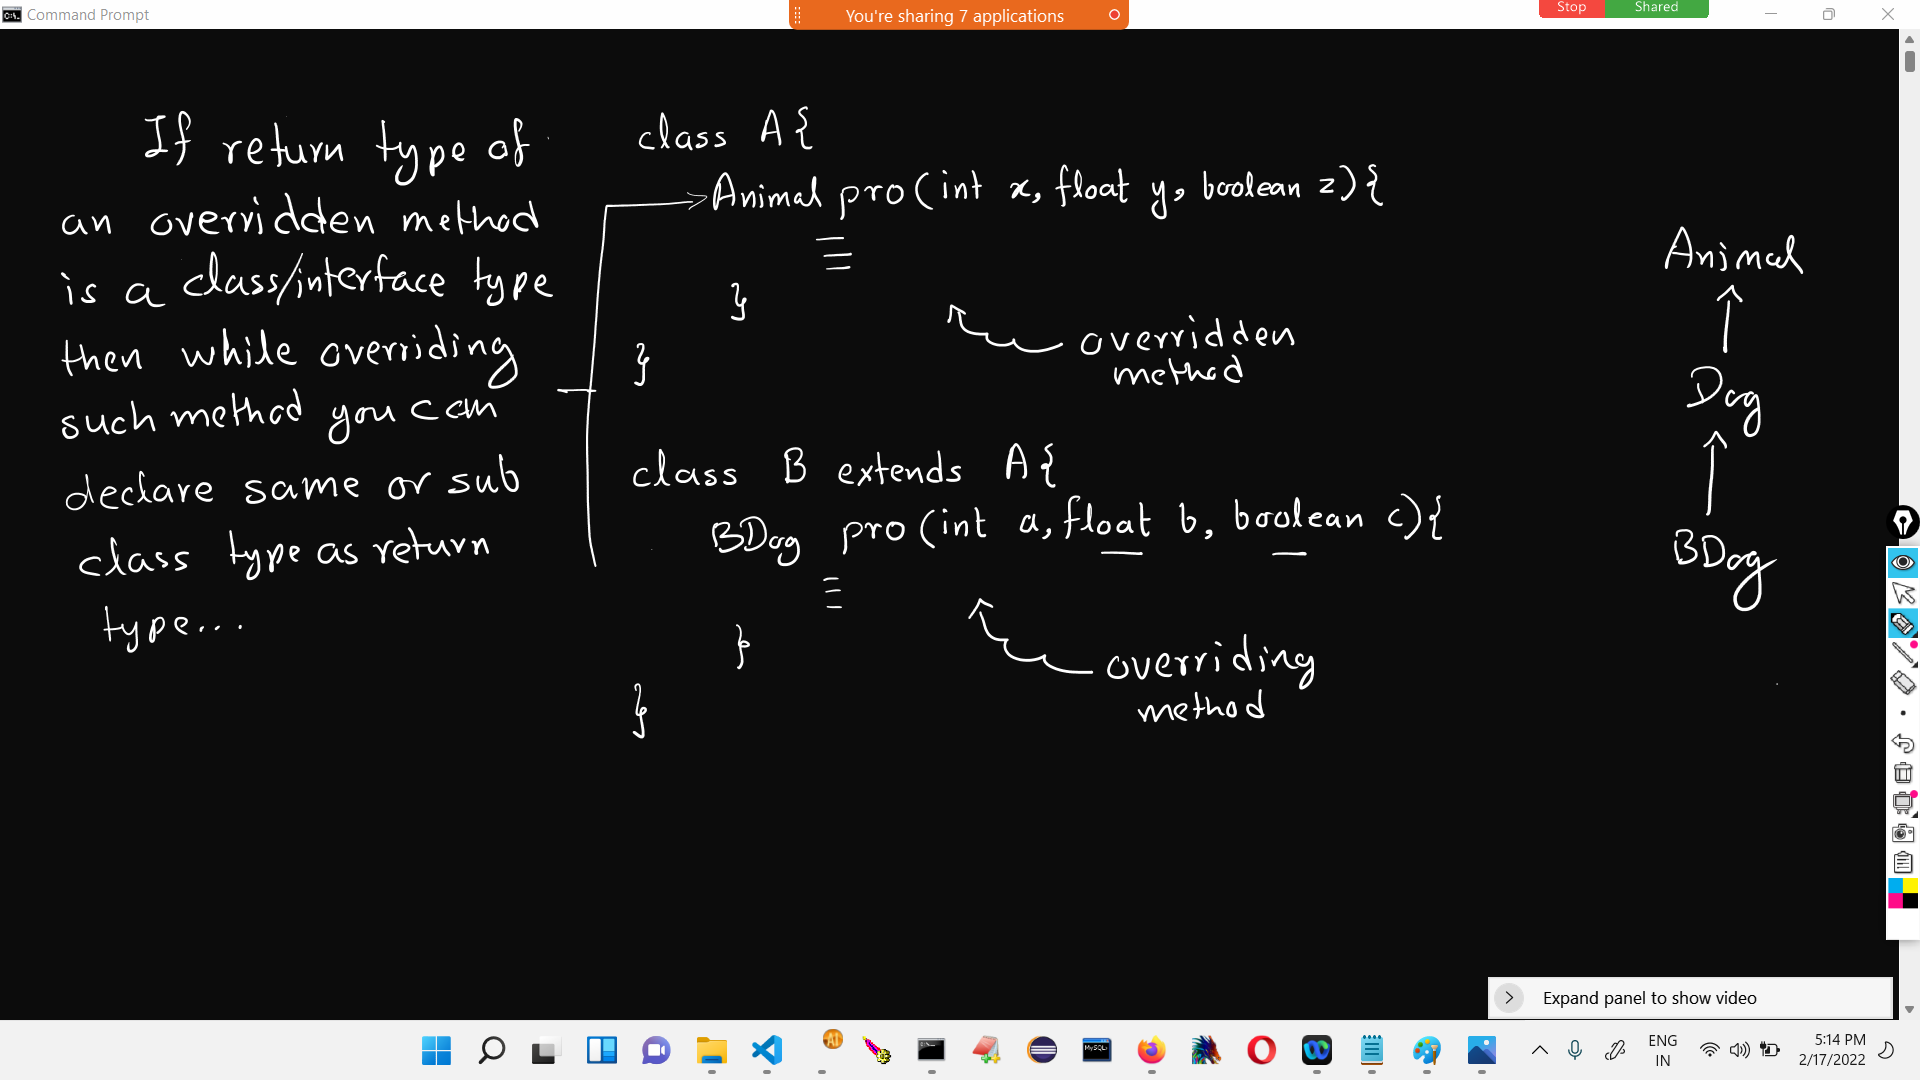 Command Prompt
You're sharing 7 applications
Stop
Shared
If return type of
an overridden method
is a class/interface type
then while overriding
such method you can
declare same or sub
class type as return
type...
class A{
Animal pro(int x, float y, boolean z){
}
}
overridden
method
class B extends A{
BDog pro(int a, float b, boolean c){
}
}
overriding
method
Animal
Dog
BDog
Expand panel to show video
ENG
IN
5:14 PM
2/17/2022